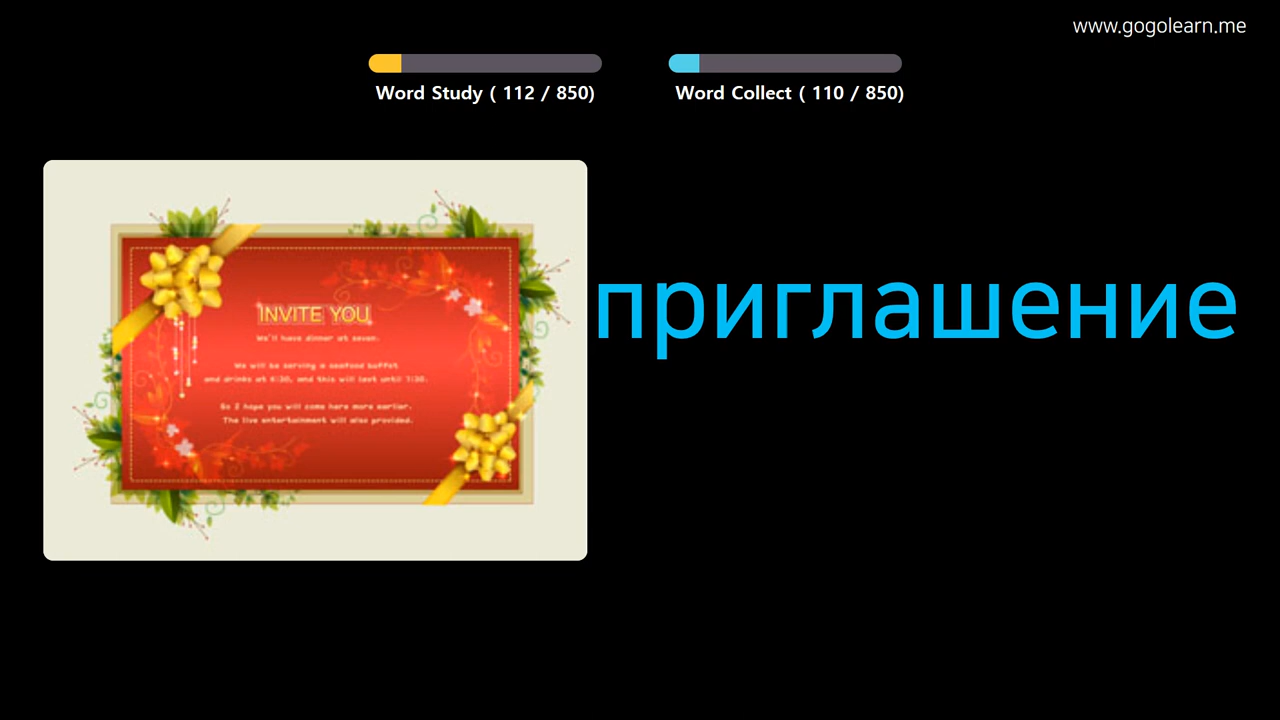 www.gogolearn.me
Word Study ( 112 / 850)
Word Collect ( 110 / 850)
INVITE YOU
We'll have dinner at seven.
We will be serving a seafood buffet
and drinks at 6:30, and this will last until
So I hope you will come here more earlier.
The live entertainment will also provided.
приглашение